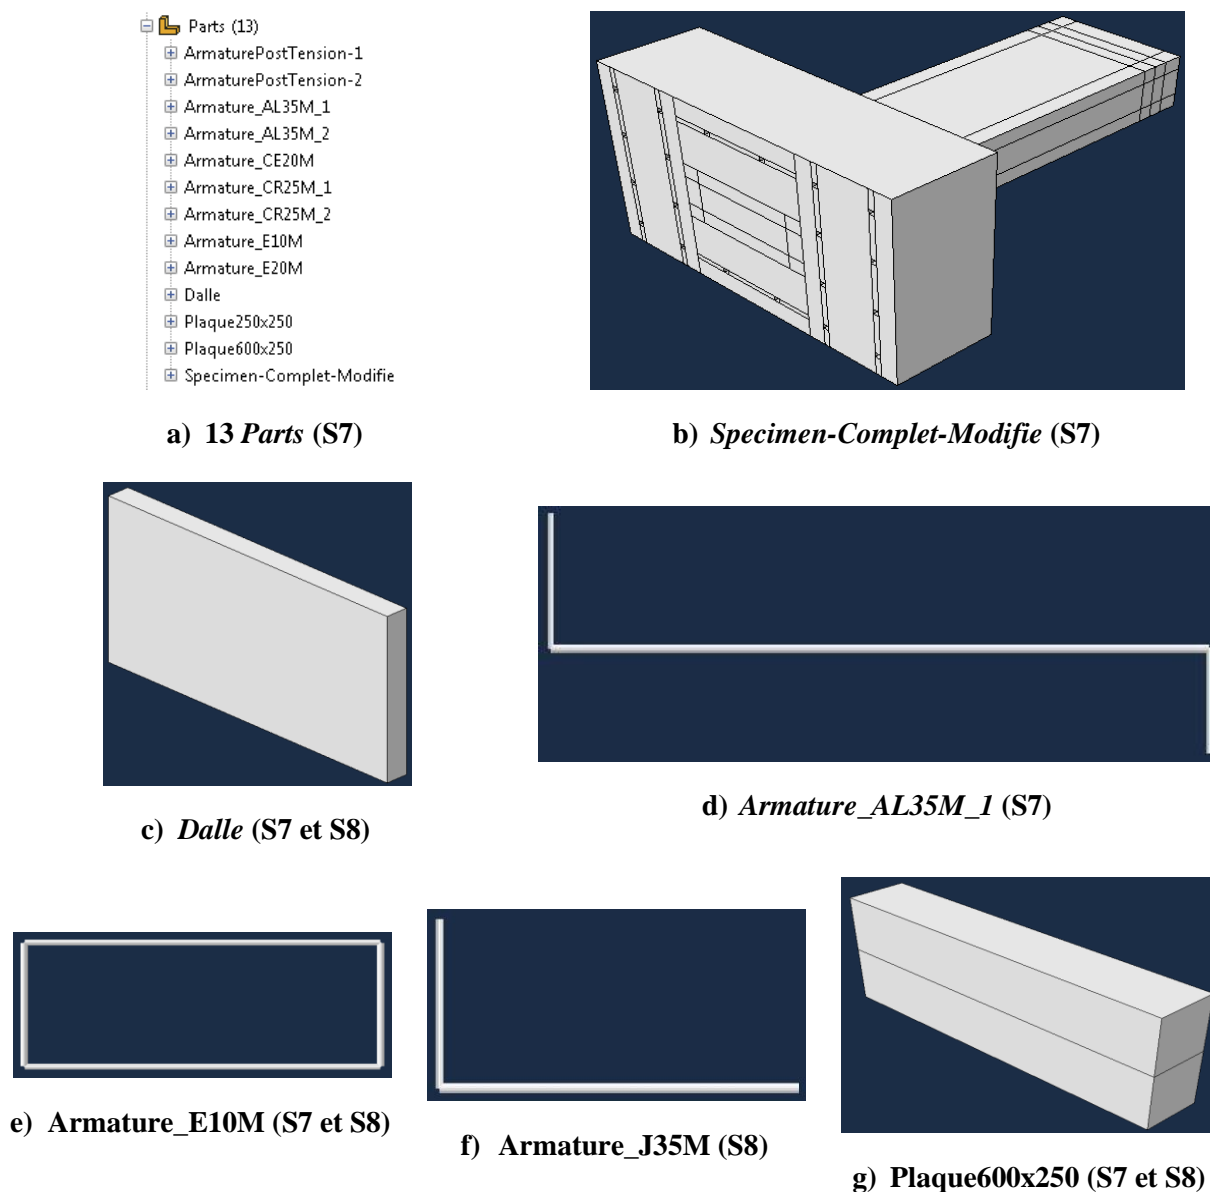 Parts (13)
ArmaturePostTension-1
ArmaturePostTension-2
Armature_AL35M_1
Armature_AL35M_2
Armature_CE20M
Armature_CR25M_1
Armature_CR25M_2
Armature_E10M
Armature_E20M
Dalle
Plaque250x250
Plaque600x250
Specimen-Complet-Modifie
a) 13 Parts (S7)
b) Specimen-Complet-Modifie (S7)
c) Dalle (S7 et S8)
d) Armature_AL35M_1 (S7)
e) Armature_E10M (S7 et S8)
f) Armature_J35M (S8)
g) Plaque600x250 (S7 et S8)